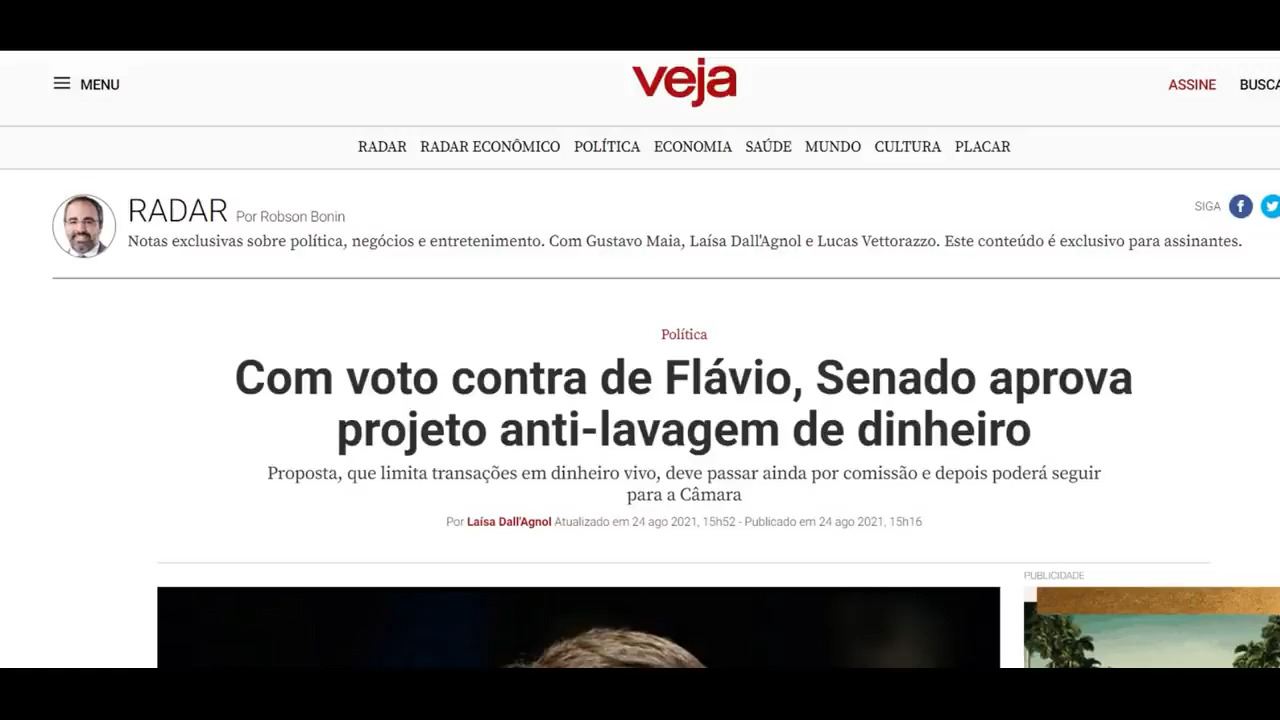 MENU
veja
ASSINE
BUSCA
RADAR RADAR ECONÔMICO POLÍTICA ECONOMIA SAÚDE MUNDO CULTURA PLACAR
RADAR Por Robson Bonin
SIGA
Notas exclusivas sobre política, negócios e entretenimento. Com Gustavo Maia, Laísa Dall'Agnol e Lucas Vettorazzo. Este conteúdo é exclusivo para assinantes.
Política
Com voto contra de Flávio, Senado aprova
projeto anti-lavagem de dinheiro
Proposta, que limita transações em dinheiro vivo, deve passar ainda por comissão e depois poderá seguir
para a Câmara
Por Laísa Dall'Agnol Atualizado em 24 ago 2021, 15h52 - Publicado em 24 ago 2021, 15h16
PUBLICIDADE